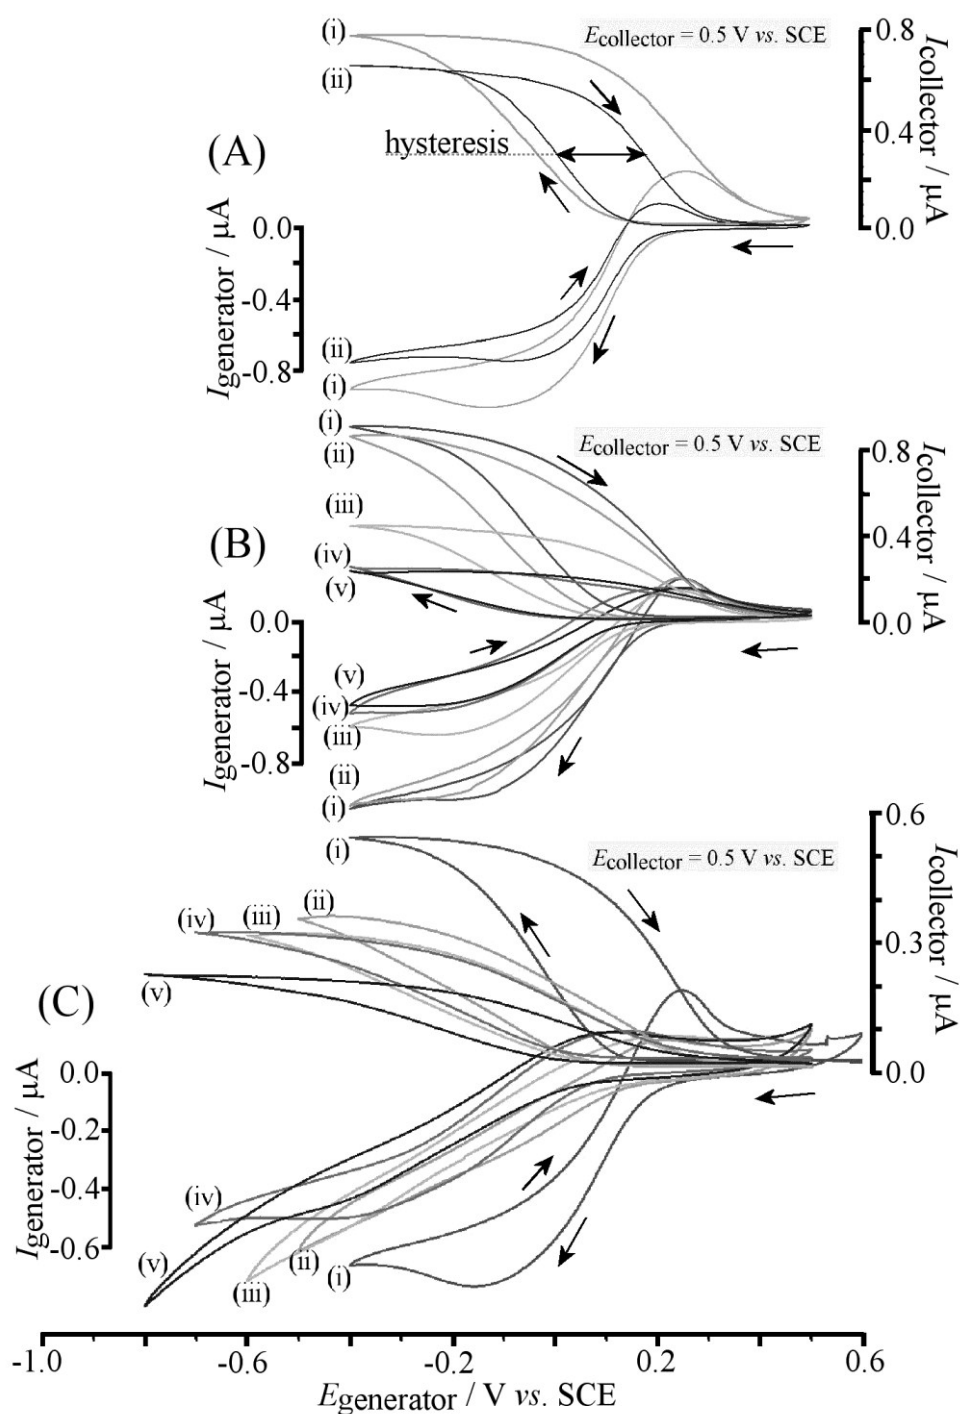 (i)
Ecollector = 0.5 V vs. SCE
0.8
(ii)
0.4
Icollector / µA
(A)
hysteresis
0.0
0.0
-0.4
Igenerator / µA
(ii)
-0.8
(i)
(i)
Ecollector = 0.5 V vs. SCE
0.8
(ii)
(iii)
0.4
Icollector / µA
(B)
(iv)
(v)
0.0
0.0
(v)
-0.4
Igenerator / µA
(iv)
(iii)
-0.8
(ii)
(i)
0.6
(i)
Ecollector = 0.5 V vs. SCE
(ii)
(iii)
(iv)
0.3
Icollector / µA
(v)
(C)
0.0
0.0
-0.2
Igenerator / µA
-0.4
(iv)
-0.6
(v)
(ii)
(i)
(iii)
-1.0
-0.6
-0.2
0.2
0.6
Egenerator / V vs. SCE